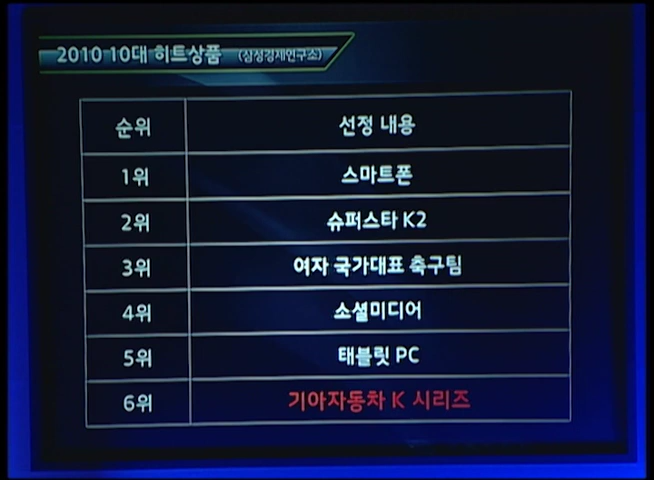 2010 10대 히트상품 (삼성경제연구소)
순위 선정 내용
1위 스마트폰
2위 슈퍼스타 K2
3위 여자 국가대표 축구팀
4위 소셜미디어
5위 태블릿 PC
6위 기아자동차 K 시리즈